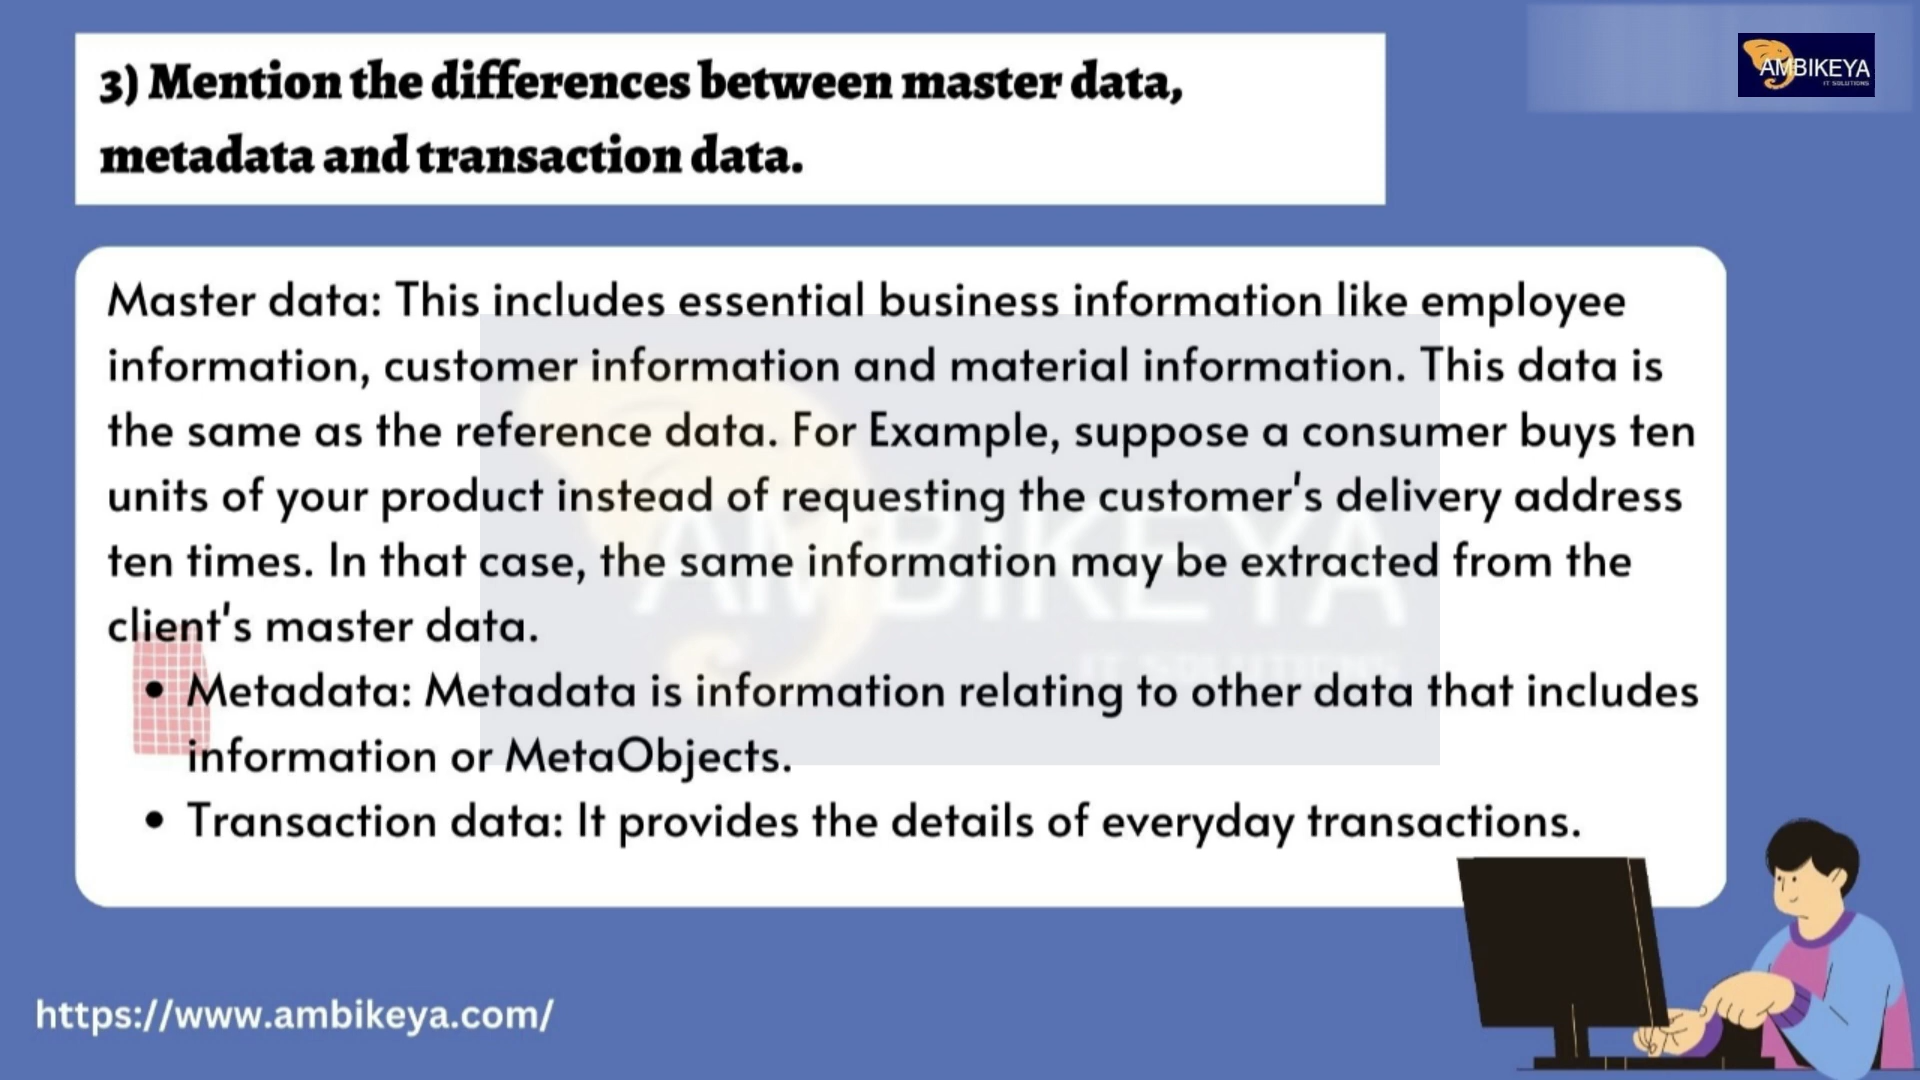 3) Mention the differences between master data,
metadata and transaction data.
AMBIKEYA
IT SOLUTIONS
Master data: This includes essential business information like employee
information, customer information and material information. This data is
the same as the reference data. For Example, suppose a consumer buys ten
units of your product instead of requesting the customer's delivery address
ten times. In that case, the same information may be extracted from the
client's master data.
• Metadata: Metadata is information relating to other data that includes
information or MetaObjects.
• Transaction data: It provides the details of everyday transactions.
AMBIKEYA
IT SOLUTIONS
https://www.ambikeya.com/